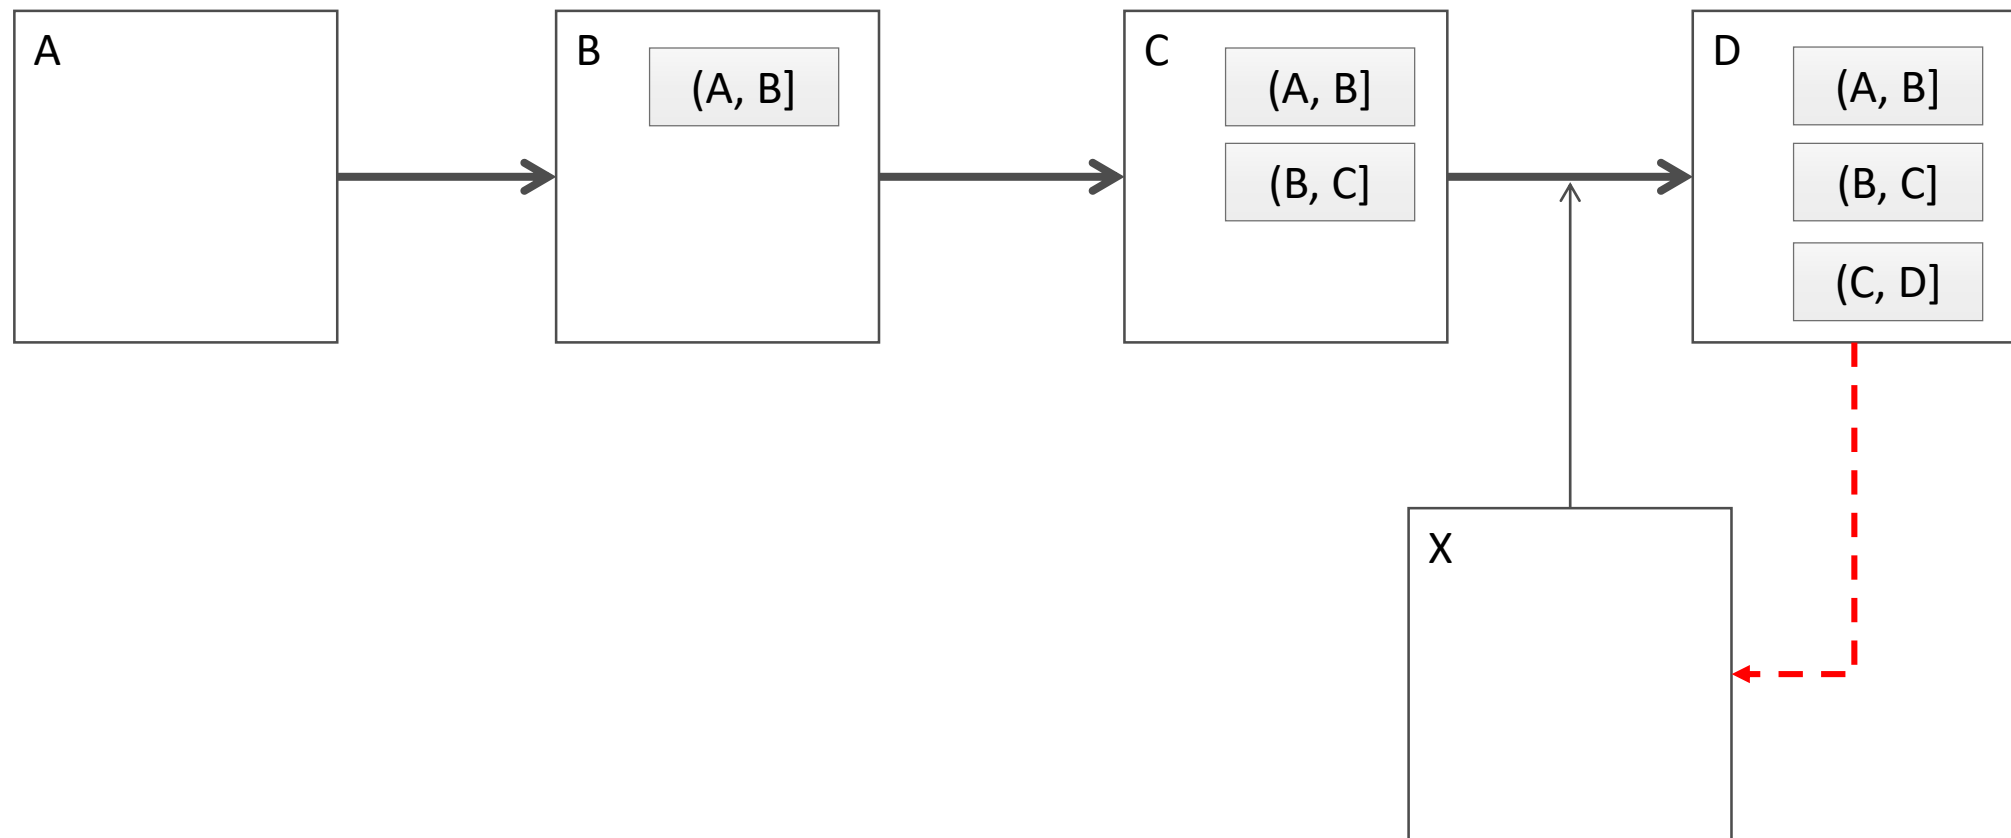 A
B
(A, B]
C
(A, B]
(B, C]
D
(A, B]
(B, C]
(C, D]
X